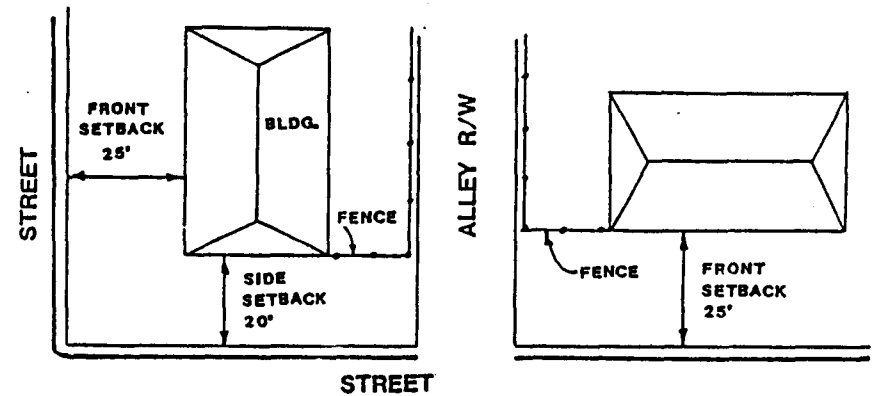 STREET
FRONT
SETBACK
25'
BLDG.
FENCE
SIDE
SETBACK
20'
STREET
ALLEY R/W
FENCE
FRONT
SETBACK
25'